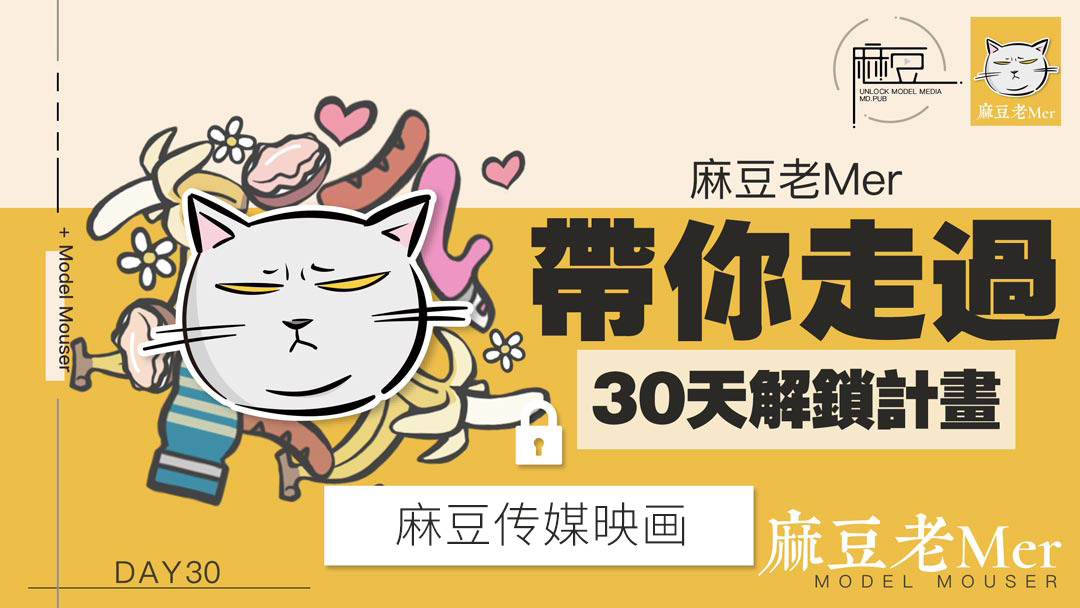 麻豆
UNLOCK MODEL MEDIA
MD.PUB
麻豆老Mer
麻豆老Mer
帶你走過
30天解鎖計畫
+ Model Mouser
麻豆传媒映画
麻豆老Mer
MODEL MOUSER
DAY30